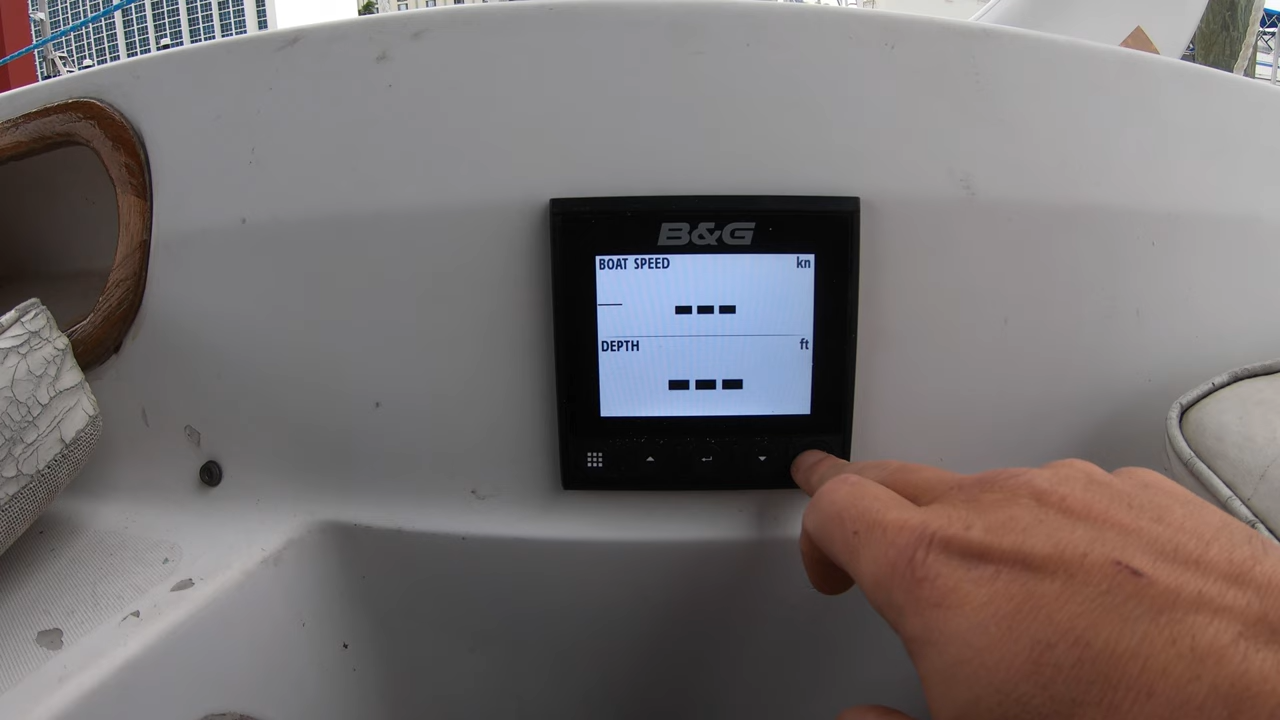 B&G
BOAT SPEED kn
---
DEPTH ft
---